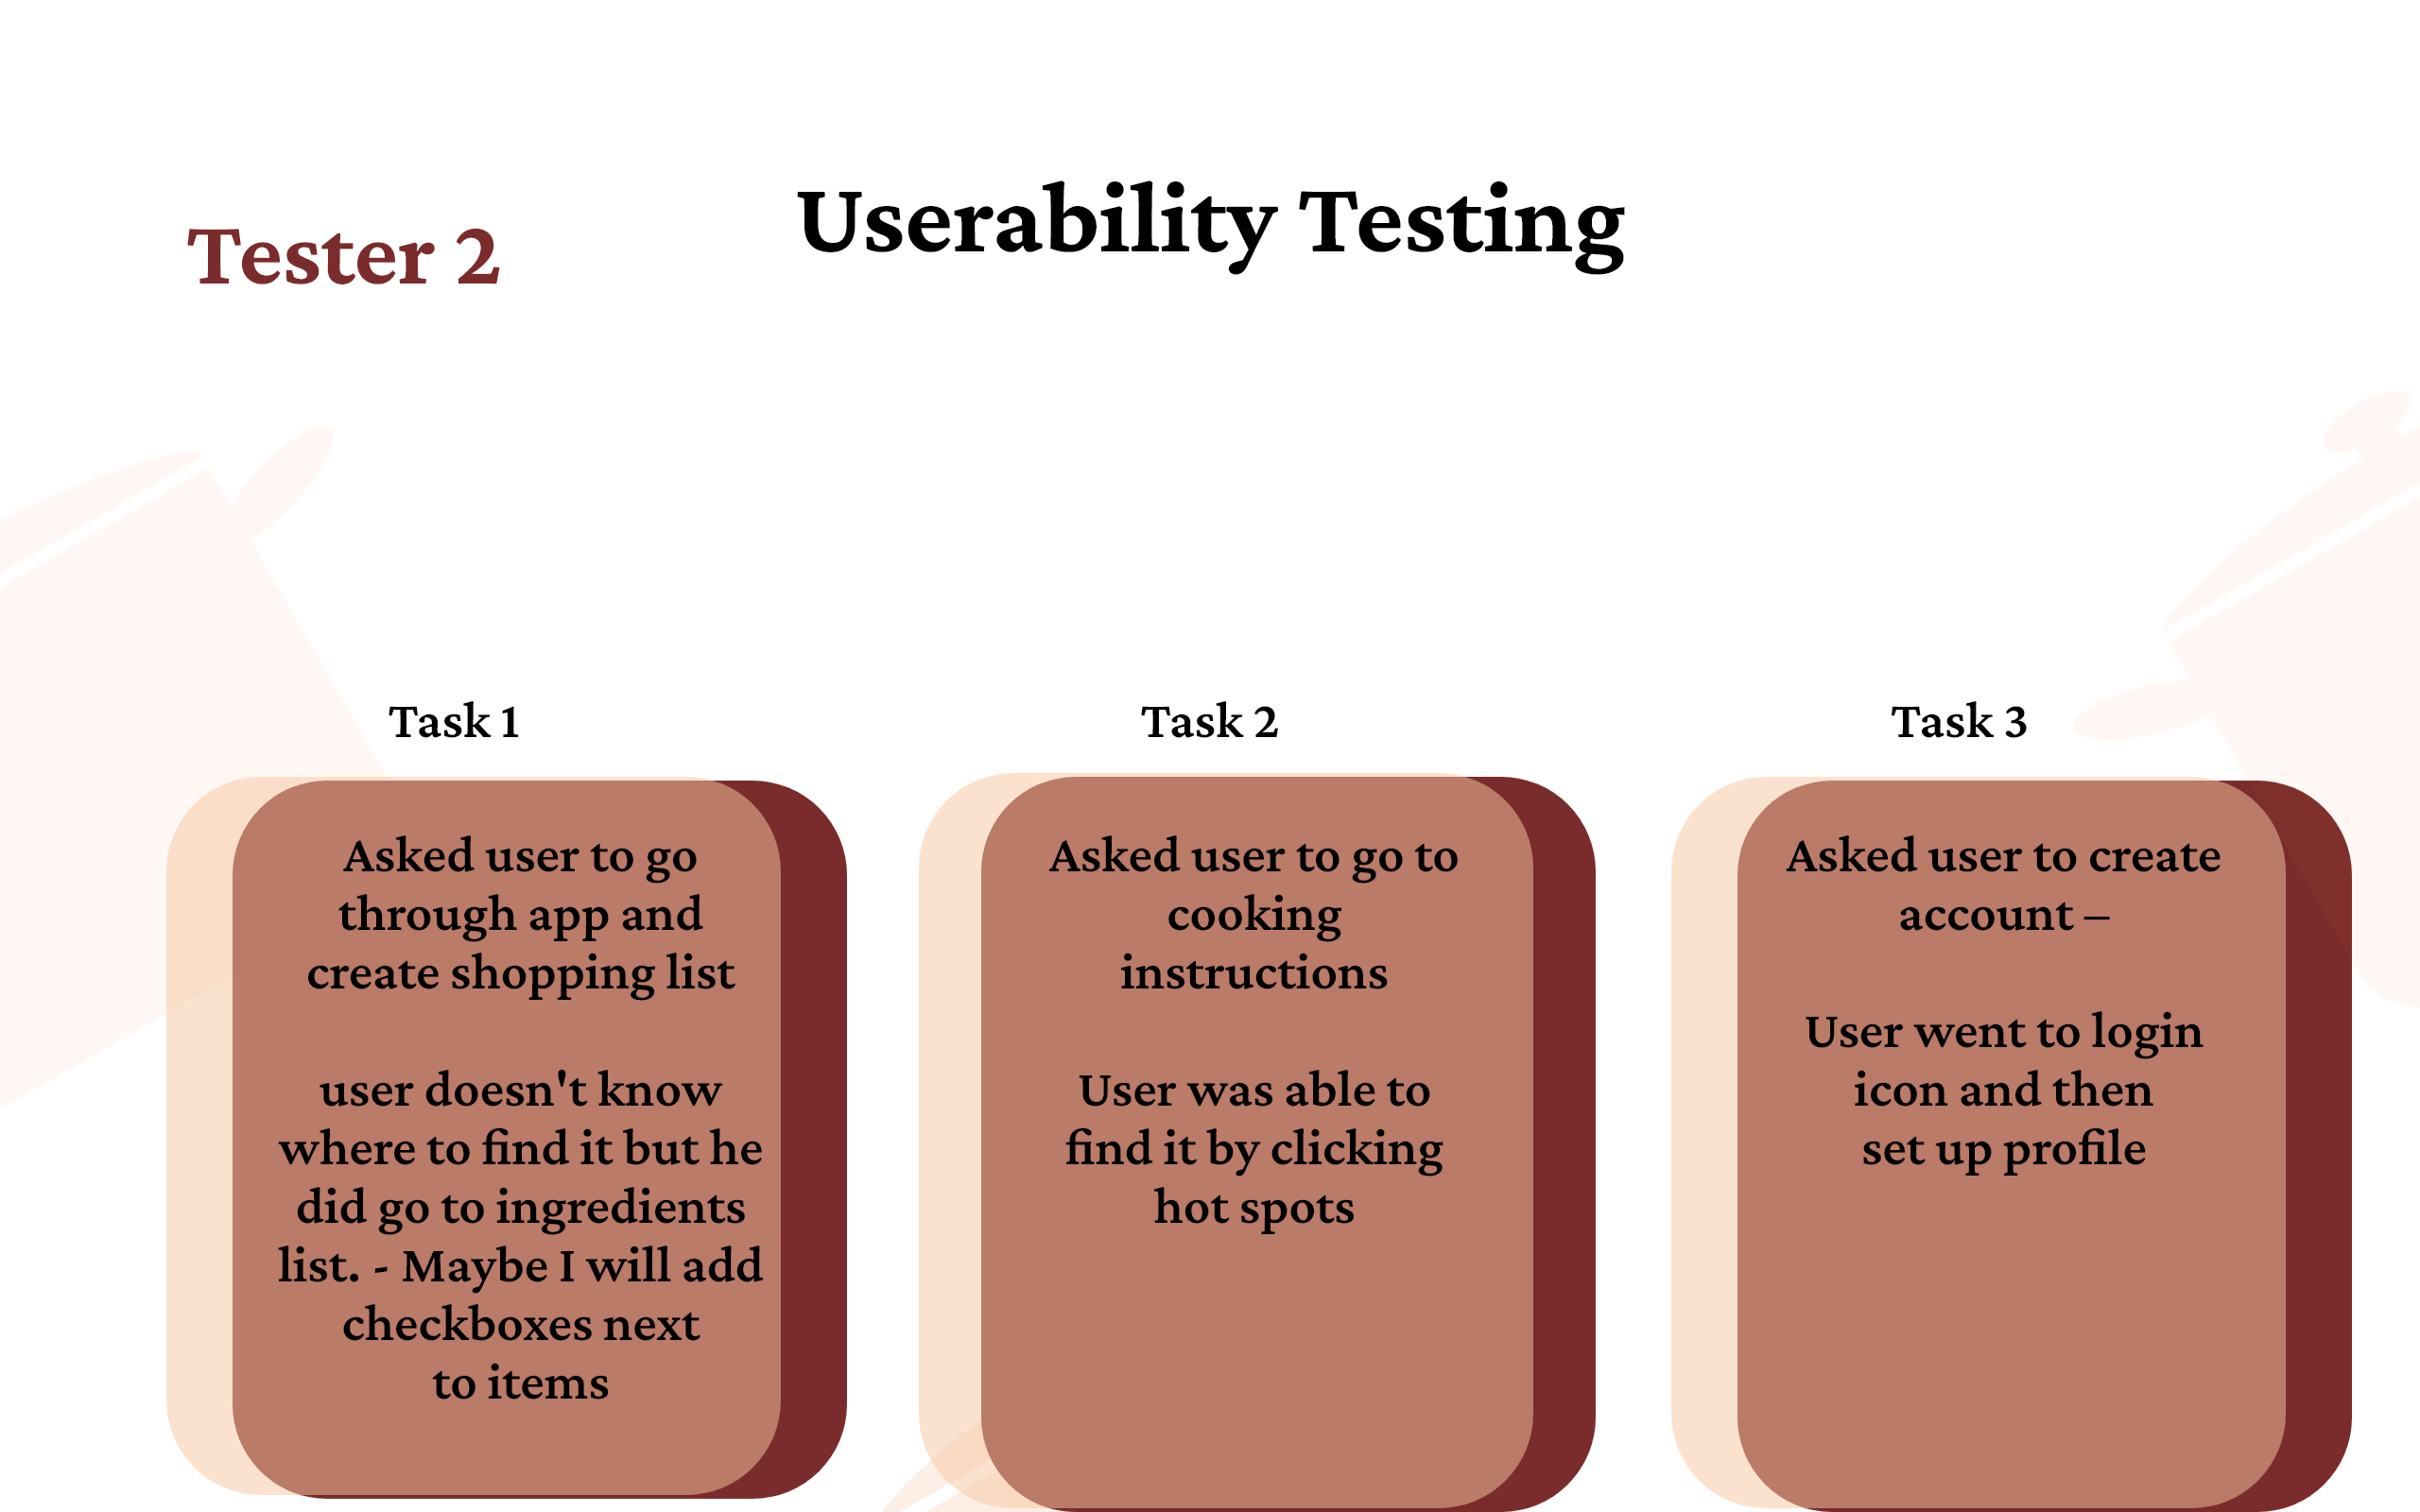 Userability Testing
Tester 2
Task 1
Asked user to go
through app and
create shopping list
user doesn't know
where to find it but he
did go to ingredients
list. - Maybe I will add
checkboxes next
to items
Task 2
Asked user to go to
cooking
instructions
User was able to
find it by clicking
hot spots
Task 3
Asked user to create
account –
User went to login
icon and then
set up profile